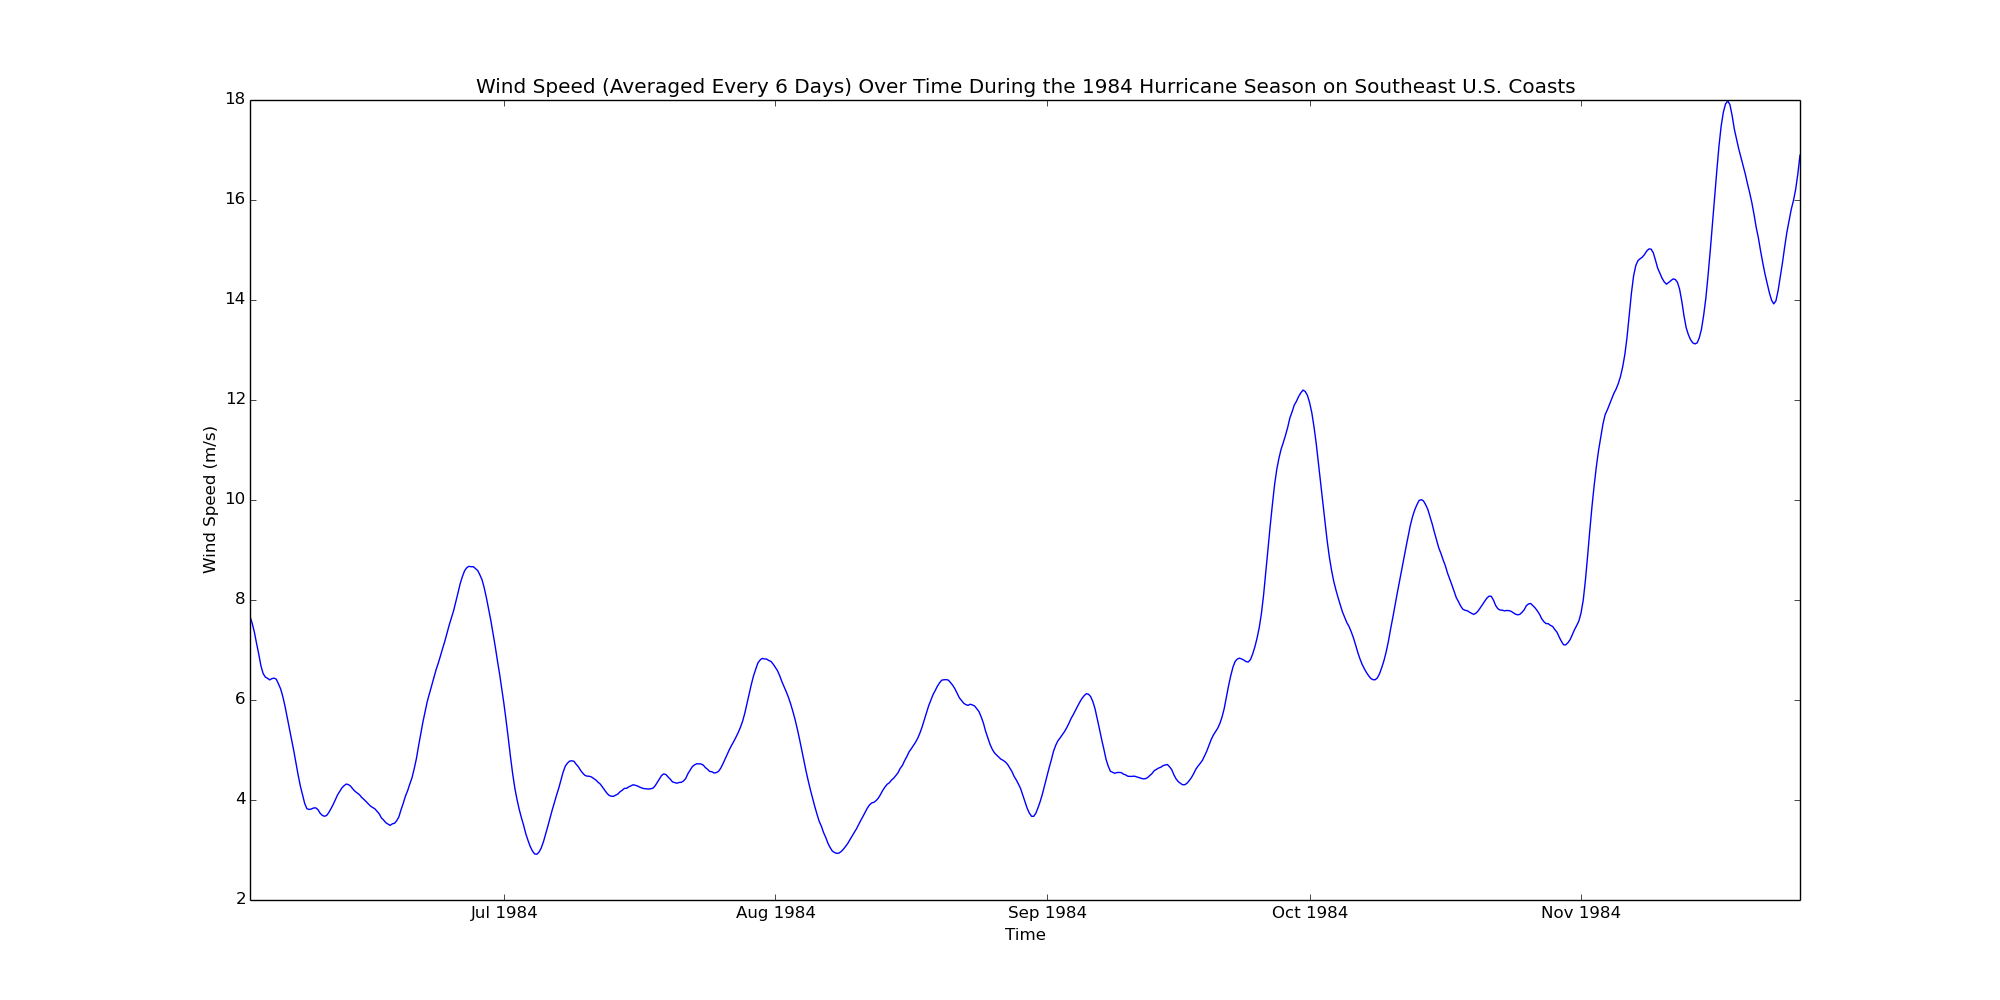 Wind Speed (Averaged Every 6 Days) Over Time During the 1984 Hurricane Season on Southeast U.S. Coasts
18
16
14
12
10
8
6
4
2
Wind Speed (m/s)
Jul 1984 Aug 1984 Sep 1984 Oct 1984 Nov 1984
Time